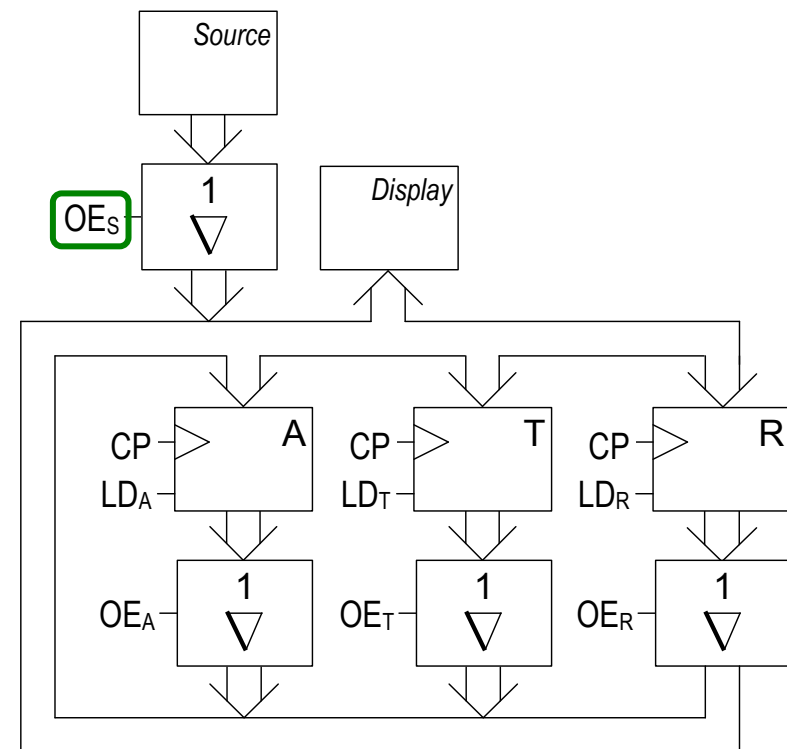 Source
1
OES
Display
A
CP
LDA
T
CP
LDT
R
CP
LDR
1
OEA
1
OET
1
OER